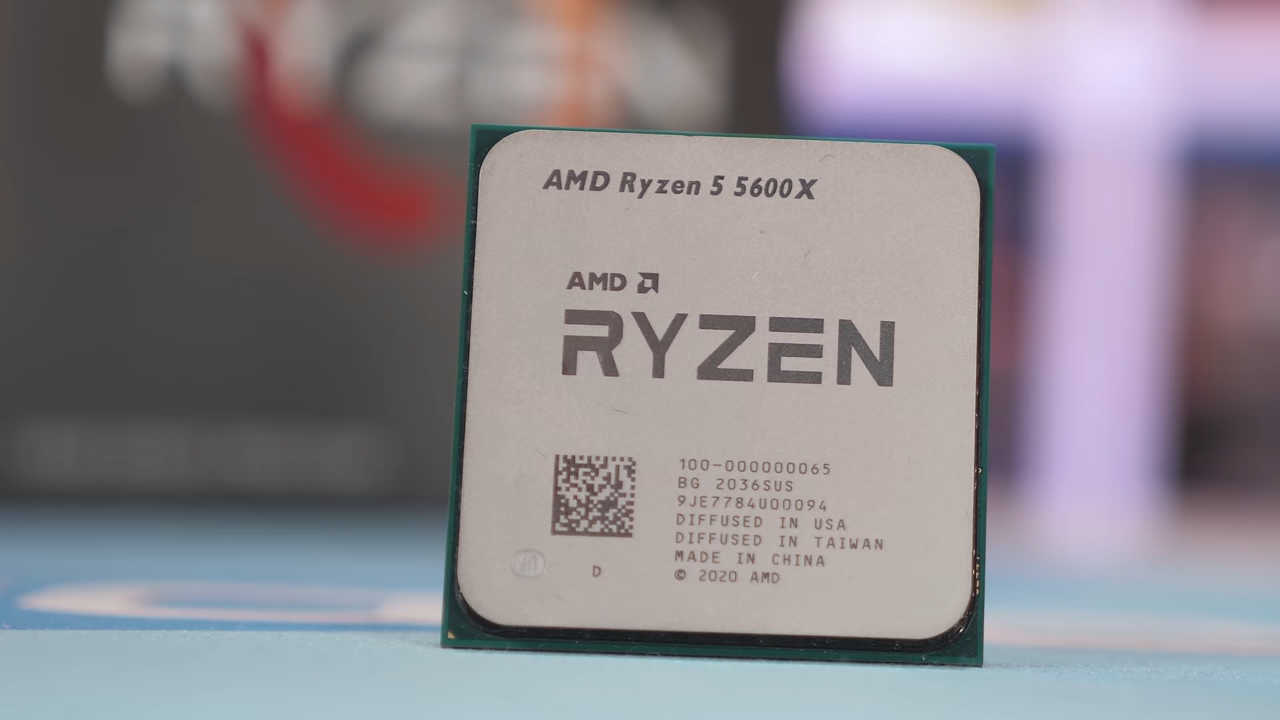 RYZEN
AMD Ryzen 5 5600X
AMD
RYZEN
100-000000065
BG 2036SUS
9JE7784U00094
DIFFUSED IN USA
DIFFUSED IN TAIWAN
MADE IN CHINA
© 2020 AMD
D